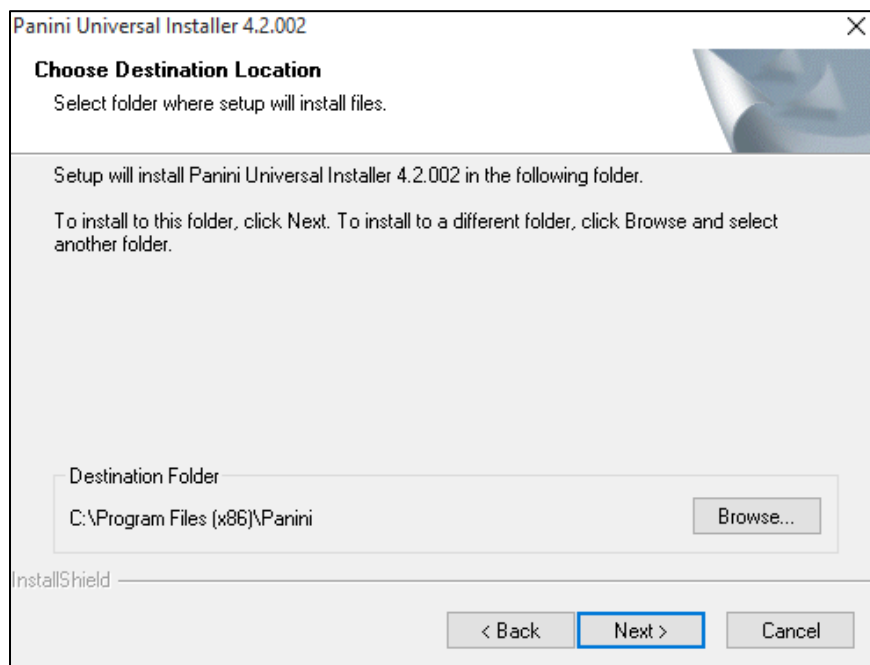 Panini Universal Installer 4.2.002
Choose Destination Location
Select folder where setup will install files.
Setup will install Panini Universal Installer 4.2.002 in the following folder.
To install to this folder, click Next. To install to a different folder, click Browse and select
another folder.
Destination Folder
C:\Program Files (x86)\Panini
Browse...
InstallShield
< Back
Next >
Cancel